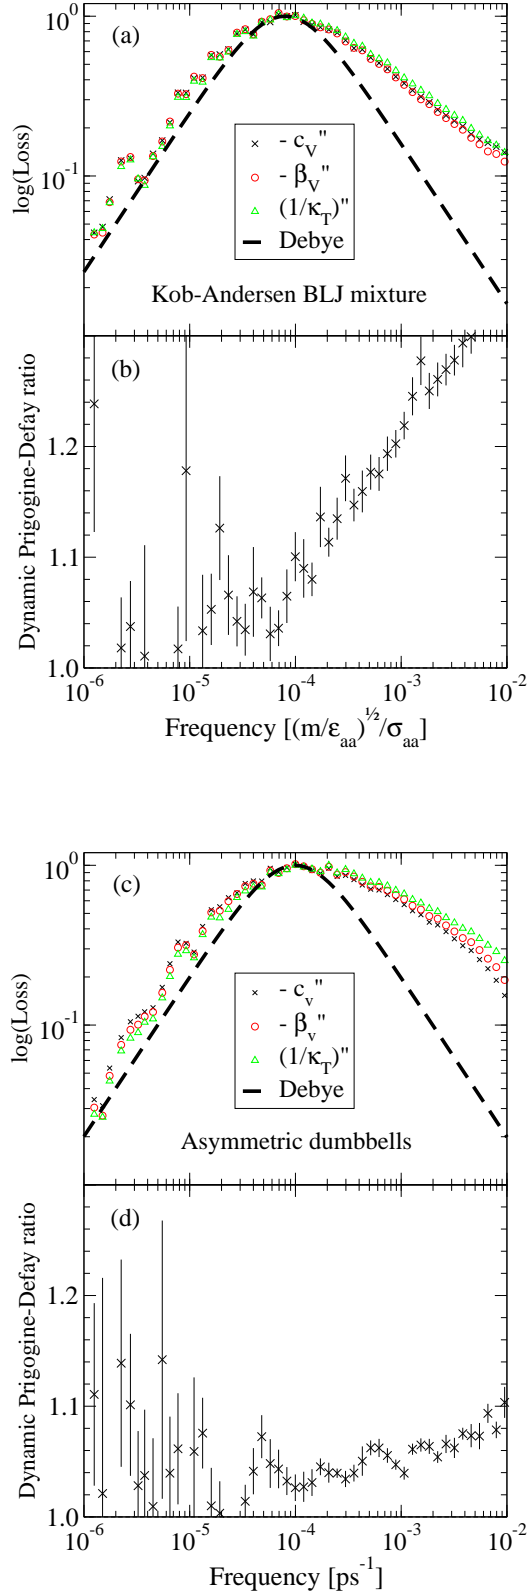 (a)
10^0
10^-1
log(Loss)
- c_V"
- β_V"
(1/κ_T)"
Debye
Kob-Andersen BLJ mixture
(b)
1.2
1.1
1.0
Dynamic Prigogine-Defay ratio
10^-6 10^-5 10^-4 10^-3 10^-2
Frequency [(m/ε_aa)^½/σ_aa]
(c)
10^0
10^-1
log(Loss)
- c_v"
- β_v"
(1/κ_T)"
Debye
Asymmetric dumbbells
(d)
1.2
1.1
1.0
Dynamic Prigogine-Defay ratio
10^-6 10^-5 10^-4 10^-3 10^-2
Frequency [ps^-1]